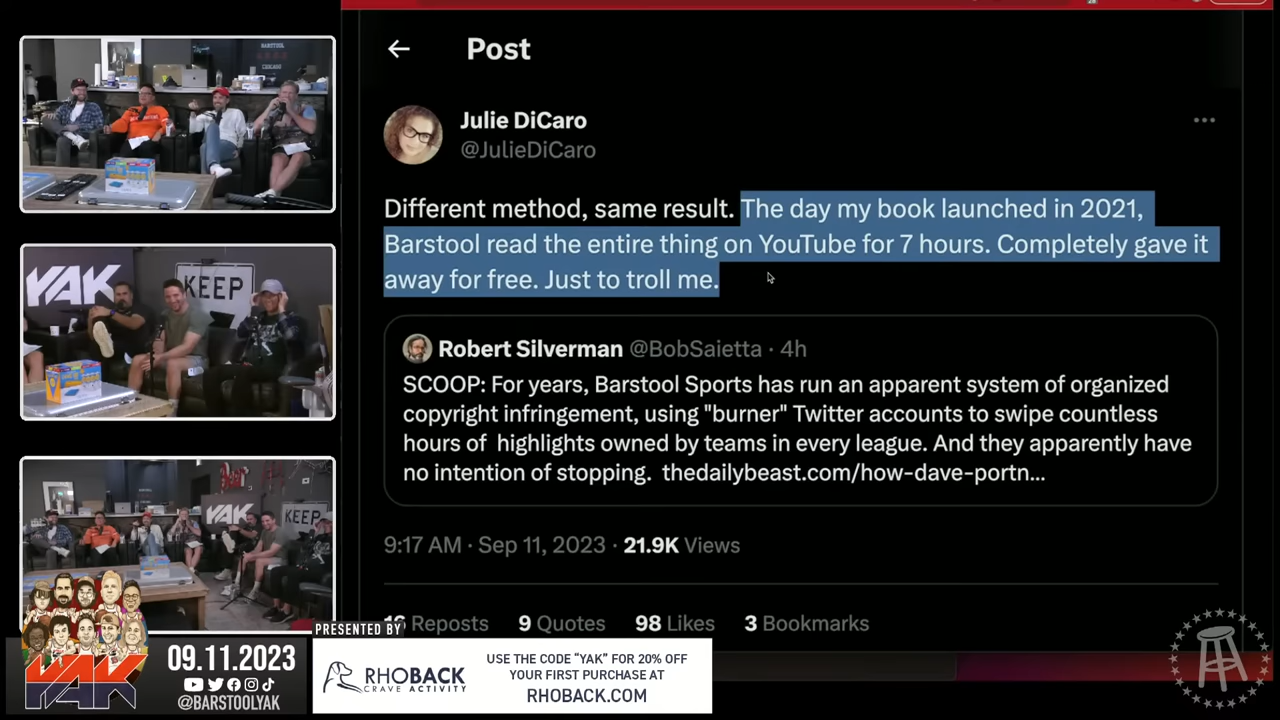 Post
Julie DiCaro
@JulieDiCaro
Different method, same result. The day my book launched in 2021,
Barstool read the entire thing on YouTube for 7 hours. Completely gave it
away for free. Just to troll me.
Robert Silverman @BobSaietta · 4h
SCOOP: For years, Barstool Sports has run an apparent system of organized
copyright infringement, using "burner" Twitter accounts to swipe countless
hours of highlights owned by teams in every league. And they apparently have
no intention of stopping. thedailybeast.com/how-dave-portn...
9:17 AM · Sep 11, 2023 · 21.9K Views
Reposts 9 Quotes 98 Likes 3 Bookmarks
YAK
KEEP
YAK
KEEP
YAK
09.11.2023
@BARSTOOLYAK
PRESENTED BY
RHOBACK
CRAVE ACTIVITY
USE THE CODE "YAK" FOR 20% OFF
YOUR FIRST PURCHASE AT
RHOBACK.COM